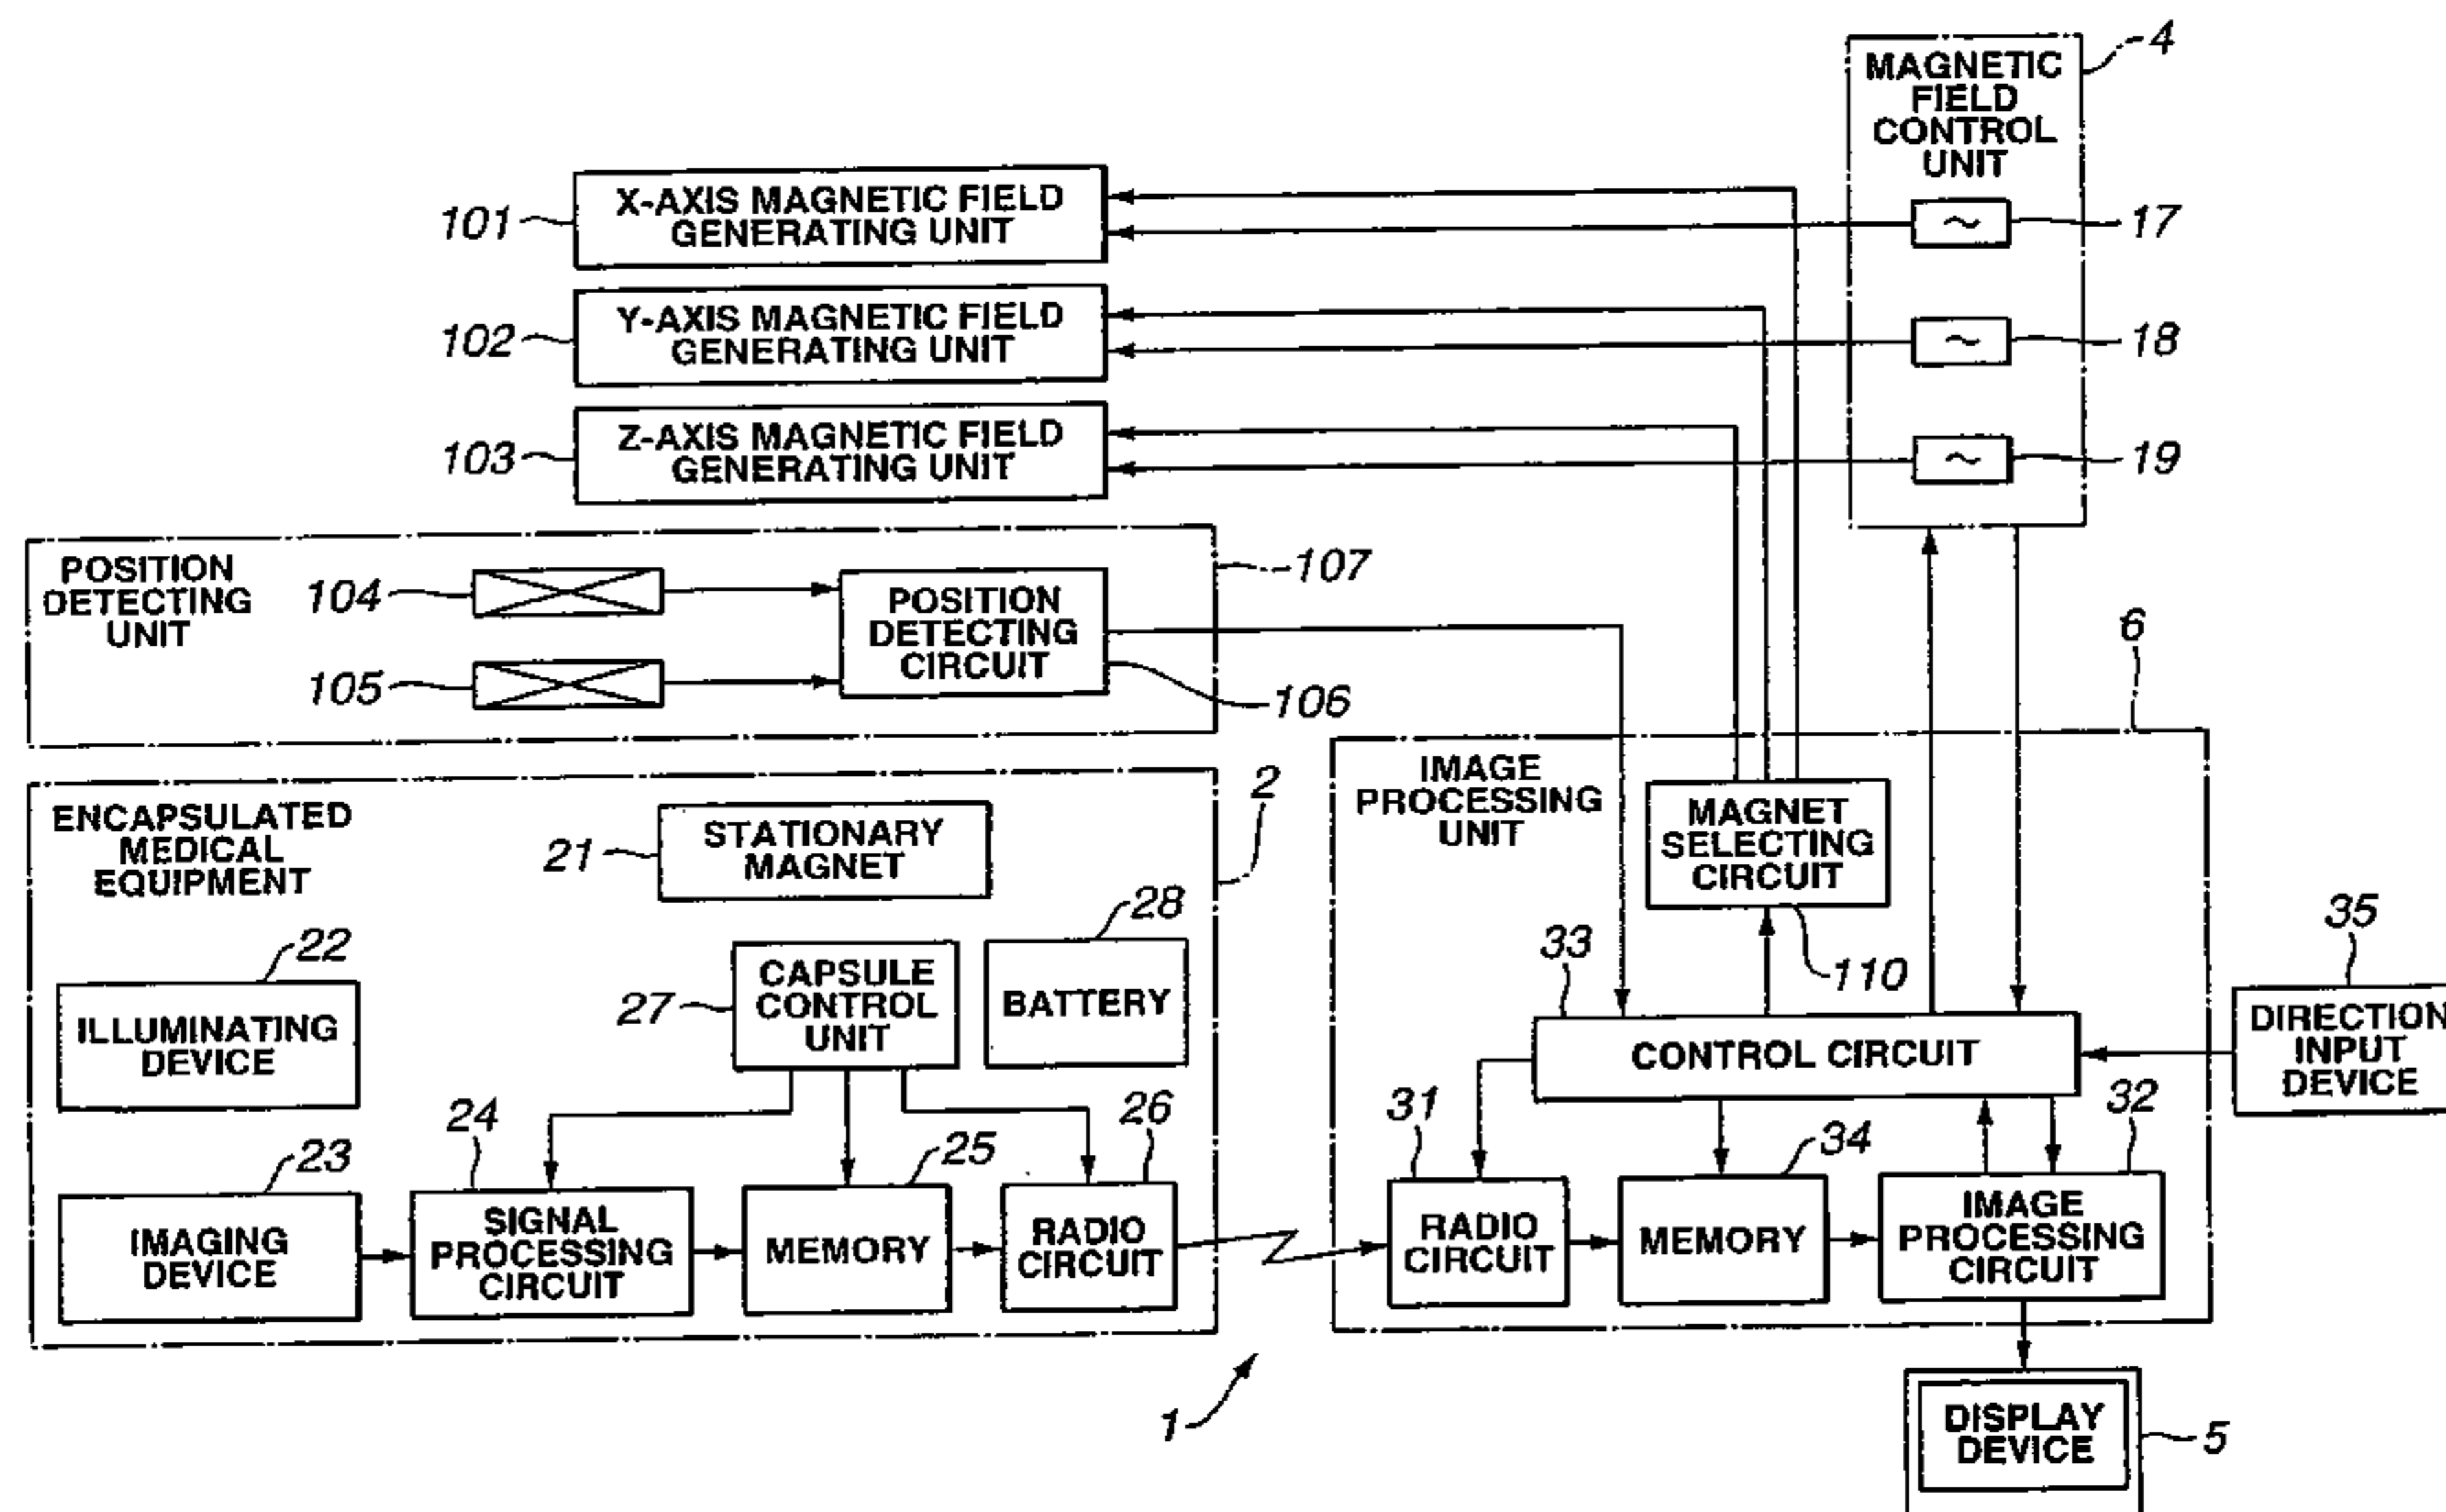 4
MAGNETIC
FIELD
CONTROL
UNIT
X-AXIS MAGNETIC FIELD
GENERATING UNIT
101
~
17
Y-AXIS MAGNETIC FIELD
GENERATING UNIT
102
~
18
Z-AXIS MAGNETIC FIELD
GENERATING UNIT
103
~
19
POSITION
DETECTING
UNIT
104
105
POSITION
DETECTING
CIRCUIT
107
106
6
ENCAPSULATED
MEDICAL
EQUIPMENT
2
21
STATIONARY
MAGNET
28
22
ILLUMINATING
DEVICE
27
CAPSULE
CONTROL
UNIT
BATTERY
23
IMAGING
DEVICE
24
SIGNAL
PROCESSING
CIRCUIT
25
MEMORY
26
RADIO
CIRCUIT
IMAGE
PROCESSING
UNIT
MAGNET
SELECTING
CIRCUIT
110
33
CONTROL CIRCUIT
35
DIRECTION
INPUT
DEVICE
31
RADIO
CIRCUIT
34
MEMORY
32
IMAGE
PROCESSING
CIRCUIT
1
DISPLAY
DEVICE
5